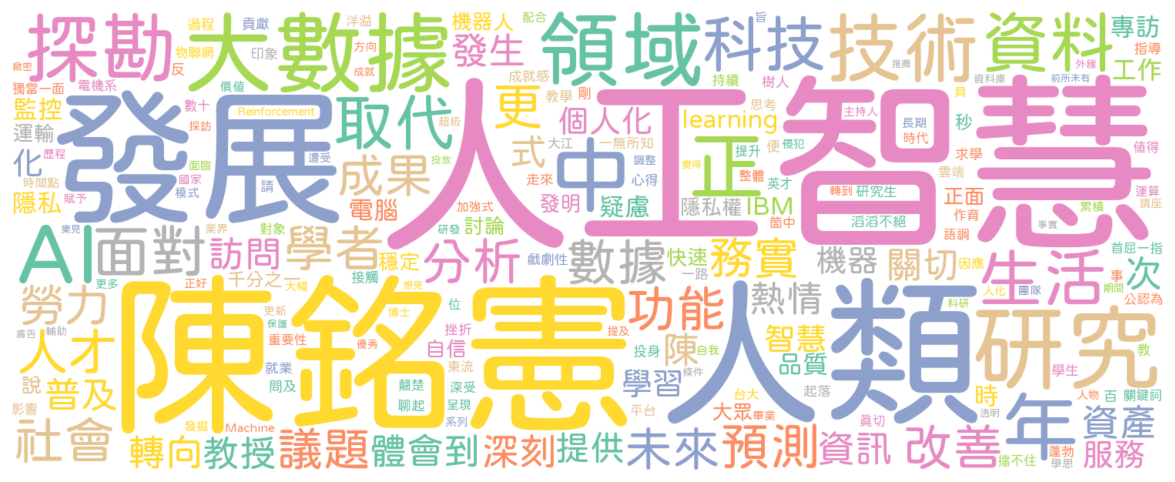 過程
貢獻
洋溢
機器人
配合
旨
專訪
指導
探勘
物聯網
大數據
印象
方向
成就
發生
領域
科技
技術
推薦
資料
外緣
工作
縝密
反
獨當一面
電機系
價值
成就感
持續
樹人
資料庫
前所未有
監控
數十
Reinforcement
超級
更
教學
剛
learning
思考
主持人
長期
時代
員
秒
值得
運輸
採訪
發展
取代
個人化
人工智慧
便
侵犯
求學
運算
講座
化
歷程
面臨
遭受
投放
大江
一無所知
提升
雲端
時間點
國家
模式
請
成果
式
走來
中
調整
心得
正
變得
整體
英才
轉到
研究生
正面
作育
累積
隱私
賦予
電腦
加強式
發明
疑慮
隱私權
IBM
箇中
滔滔不絕
語調
事實
樂見
業界
對象
研發
討論
AI
面對
訪問
學者
穩定
分析
戲劇性
數據
快速
一路
務實
機器
關切
因應
次
首屈一指
更多
正好
大幅
千分之一
接觸
想見
生活
事
期間
公認為
勞力
更新
保護
陳銘憲
博士
位
提及
功能
熱情
人類
人化
團隊
科研
研究
廣告
輔助
重要性
優秀
挫折
自信
東流
投身
陳
自我
條件
智慧
品質
人才
說
普及
就業
問及
翹楚
聊起
深受
呈現
系列
學習
平台
起落
時
學生
教
影響
社會
發掘
Machine
台大
大眾
畢業
真切
年
透明
人物
百
關鍵詞
資產
轉向
教授
議題
體會到
深刻
提供
未來
預測
資訊
改善
擋不住
蓬勃
學思
服務